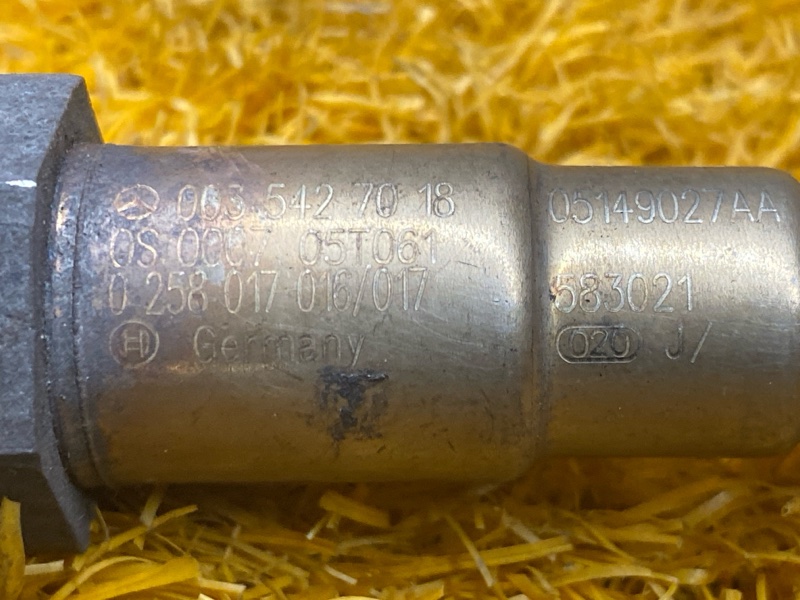 003 542 70 18
0S 0007 05T061
0 258 017 016/017
H Germany
05149027AA
583021
020 J/